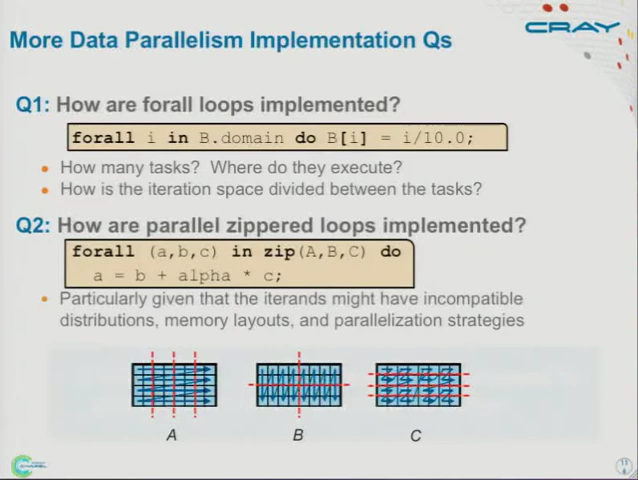 CRAY
More Data Parallelism Implementation Qs
Q1: How are forall loops implemented?
forall i in B.domain do B[i] = i/10.0;
• How many tasks? Where do they execute?
• How is the iteration space divided between the tasks?
Q2: How are parallel zippered loops implemented?
forall (a,b,c) in zip(A,B,C) do
a = b + alpha * c;
• Particularly given that the iterands might have incompatible
distributions, memory layouts, and parallelization strategies
A B C